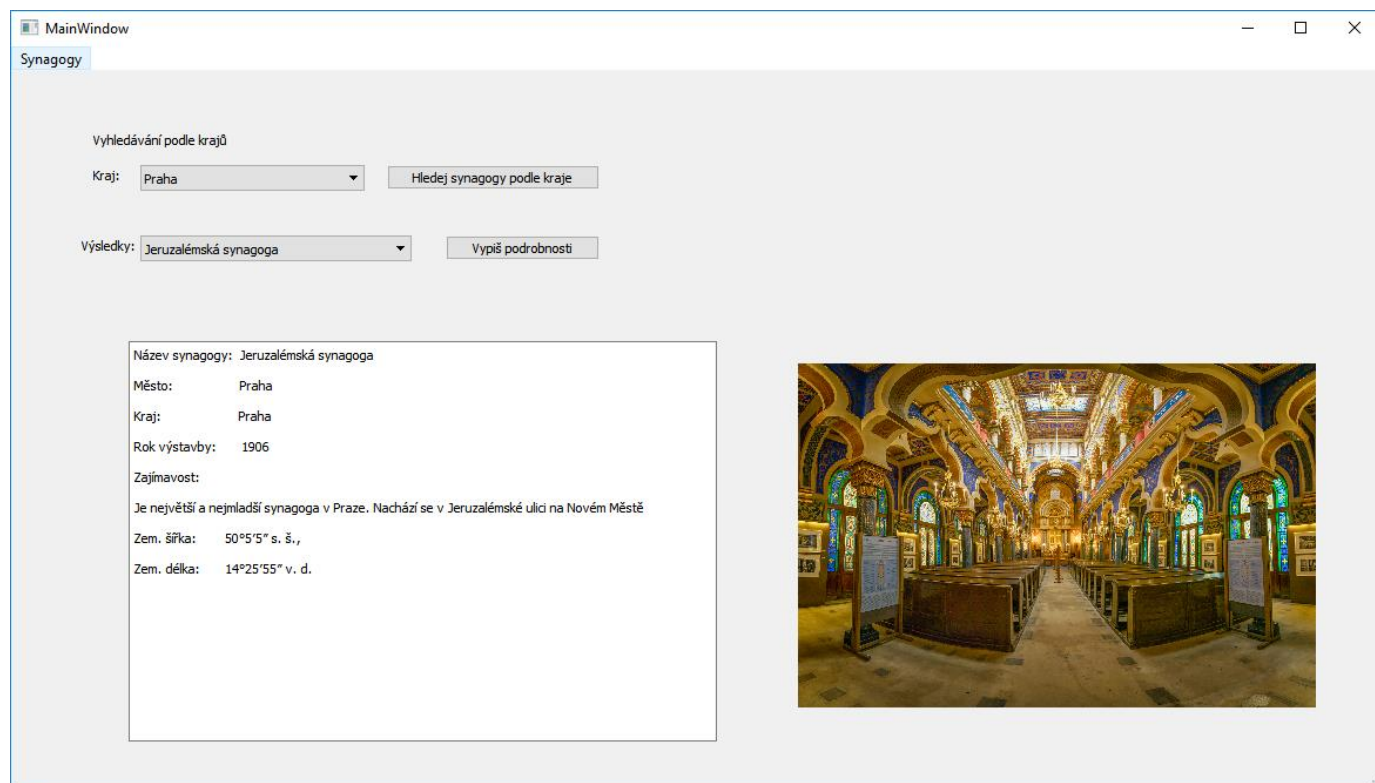 MainWindow
Synagogy
Vyhledávání podle krajů
Kraj: Praha Hledej synagogy podle kraje
Výsledky: Jeruzalémská synagoga Vypiš podrobnosti
Název synagogy: Jeruzalémská synagoga
Město: Praha
Kraj: Praha
Rok výstavby: 1906
Zajímavost:
Je největší a nejmladší synagoga v Praze. Nachází se v Jeruzalémské ulici na Novém Městě
Zem. šířka: 50°5′5″ s. š.,
Zem. délka: 14°25′55″ v. d.